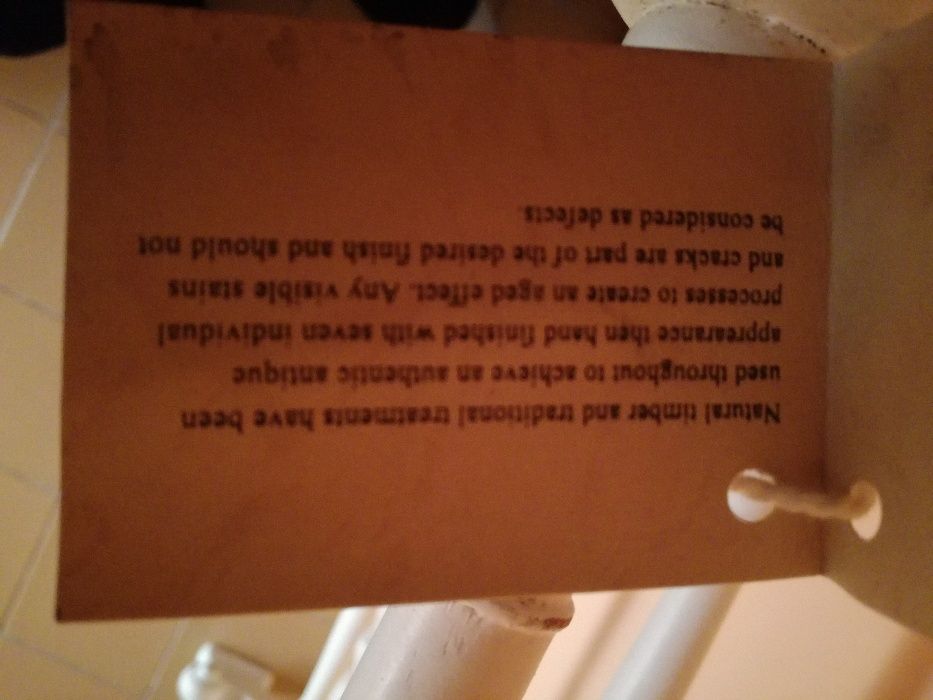 Natural timber and traditional treatments have been
used throughout to achieve an authentic antique
apprearance then hand finished with seven individual
processes to create an aged effect. Any visible stains
and cracks are part of the desired finish and should not
be considered as defects.